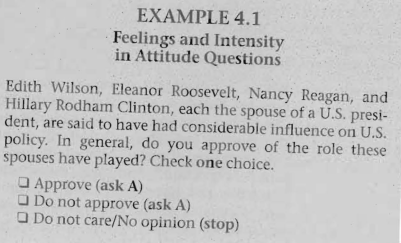 EXAMPLE 4.1
Feelings and Intensity
in Attitude Questions
Edith Wilson, Eleanor Roosevelt, Nancy Reagan, and
Hillary Rodham Clinton, each the spouse of a U.S. presi-
dent, are said to have had considerable influence on U.S.
policy. In general, do you approve of the role these
spouses have played? Check one choice.
❑ Approve (ask A)
❑ Do not approve (ask A)
❑ Do not care/No opinion (stop)